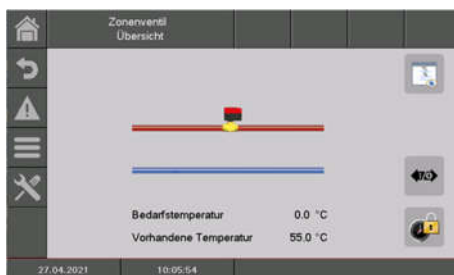 Zonenventil
Übersicht
I/O
Bedarfstemperatur 0.0 °C
Vorhandene Temperatur 55.0 °C
27.04.2021 10:05:54